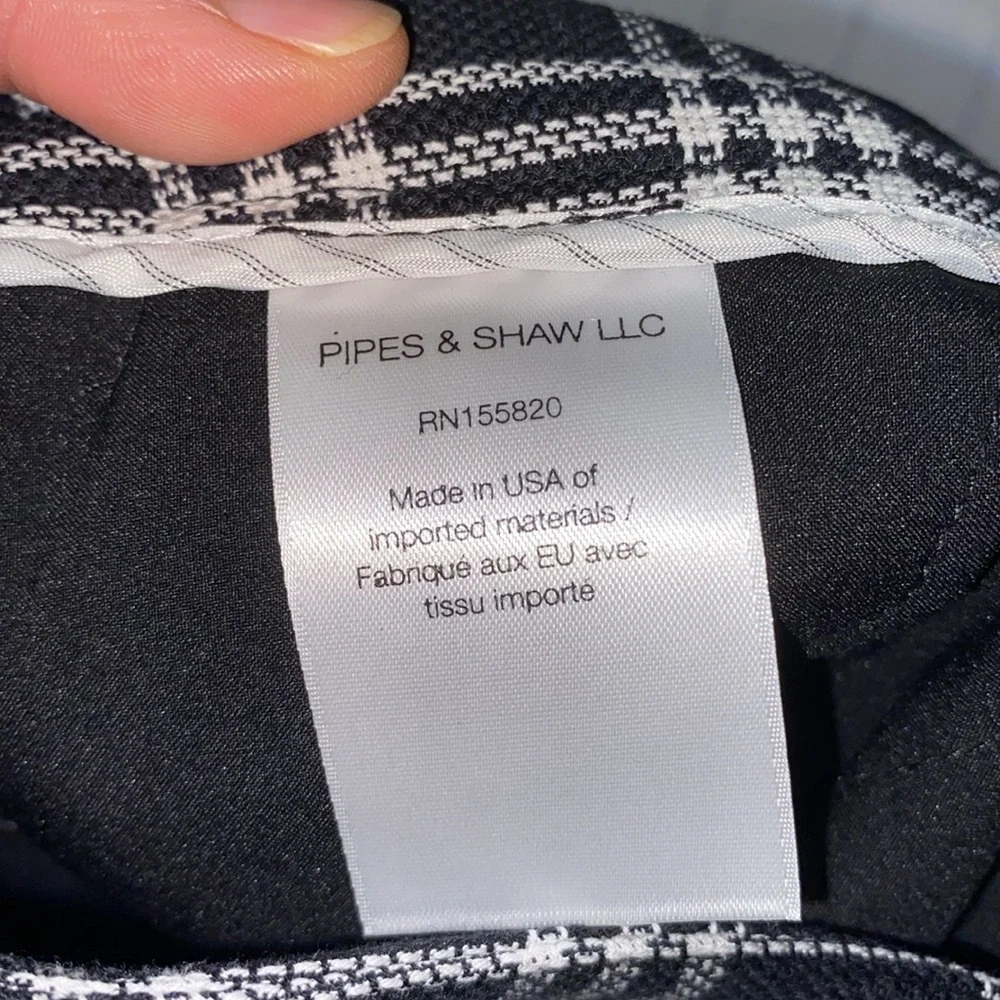 PIPES & SHAW LLC
RN155820
Made in USA of
imported materials /
Fabriqué aux EU avec
tissu importé